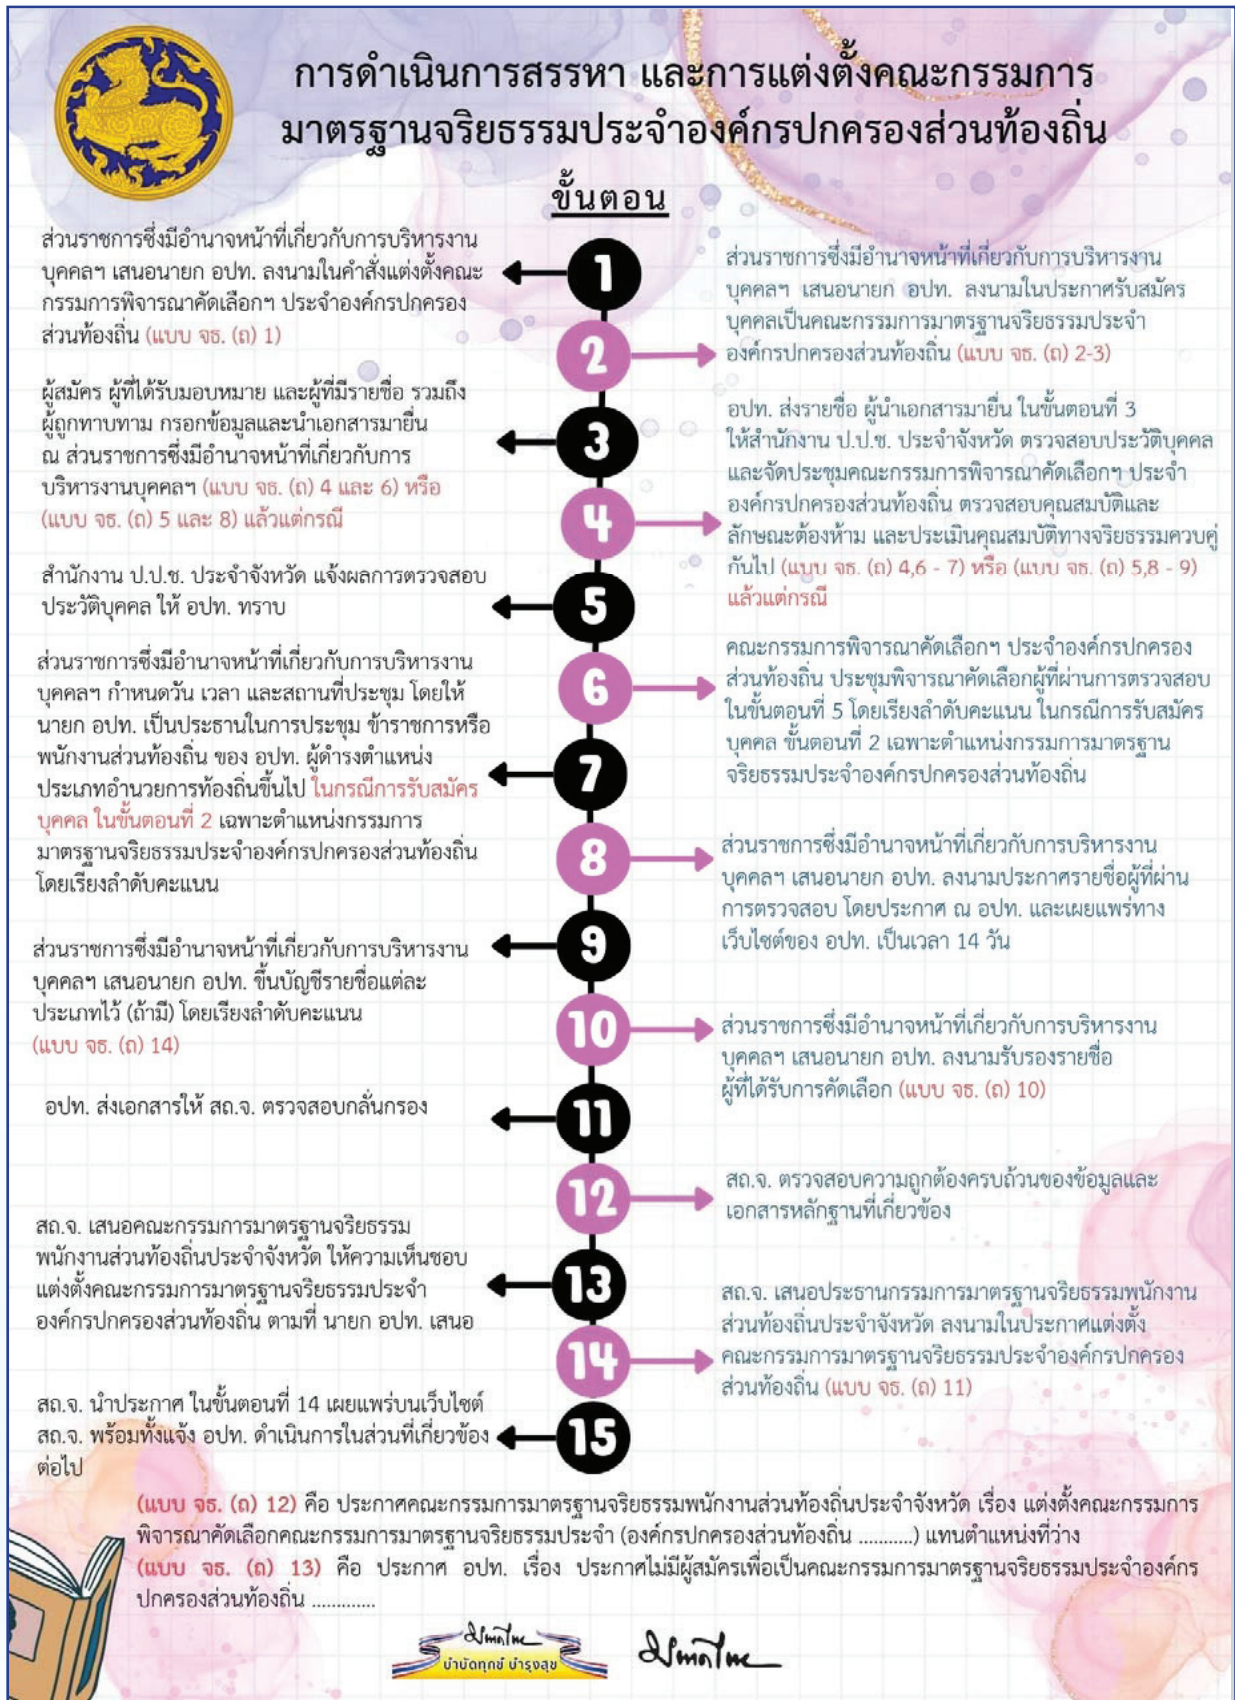 การดำเนินการสรรหา และการแต่งตั้งคณะกรรมการ
มาตรฐานจริยธรรมประจำองค์กรปกครองส่วนท้องถิ่น
ขั้นตอน
1
ส่วนราชการซึ่งมีอำนาจหน้าที่เกี่ยวกับการบริหารงาน
บุคคลฯ เสนอนายก อปท. ลงนามในคำสั่งแต่งตั้งคณะ
กรรมการพิจารณาคัดเลือกฯ ประจำองค์กรปกครอง
ส่วนท้องถิ่น (แบบ จธ. (ถ) 1)
2
ส่วนราชการซึ่งมีอำนาจหน้าที่เกี่ยวกับการบริหารงาน
บุคคลฯ เสนอนายก อปท. ลงนามในประกาศรับสมัคร
บุคคลเป็นคณะกรรมการมาตรฐานจริยธรรมประจำ
องค์กรปกครองส่วนท้องถิ่น (แบบ จธ. (ถ) 2-3)
3
ผู้สมัคร ผู้ที่ได้รับมอบหมาย และผู้ที่มีรายชื่อ รวมถึง
ผู้ถูกทาบทาม กรอกข้อมูลและนำเอกสารมายื่น
ณ ส่วนราชการซึ่งมีอำนาจหน้าที่เกี่ยวกับการ
บริหารงานบุคคลฯ (แบบ จธ. (ถ) 4 และ 6) หรือ
(แบบ จธ. (ถ) 5 และ 8) แล้วแต่กรณี
4
อปท. ส่งรายชื่อ ผู้นำเอกสารมายื่น ในขั้นตอนที่ 3
ให้สำนักงาน ป.ป.ช. ประจำจังหวัด ตรวจสอบประวัติบุคคล
และจัดประชุมคณะกรรมการพิจารณาคัดเลือกฯ ประจำ
องค์กรปกครองส่วนท้องถิ่น ตรวจสอบคุณสมบัติและ
ลักษณะต้องห้าม และประเมินคุณสมบัติทางจริยธรรมควบคู่
กันไป (แบบ จธ. (ถ) 4,6 - 7) หรือ (แบบ จธ. (ถ) 5,8 - 9)
แล้วแต่กรณี
5
สำนักงาน ป.ป.ช. ประจำจังหวัด แจ้งผลการตรวจสอบ
ประวัติบุคคล ให้ อปท. ทราบ
6
คณะกรรมการพิจารณาคัดเลือกฯ ประจำองค์กรปกครอง
ส่วนท้องถิ่น ประชุมพิจารณาคัดเลือกผู้ที่ผ่านการตรวจสอบ
ในขั้นตอนที่ 5 โดยเรียงลำดับคะแนน ในกรณีการรับสมัคร
บุคคล ขั้นตอนที่ 2 เฉพาะตำแหน่งกรรมการมาตรฐาน
จริยธรรมประจำองค์กรปกครองส่วนท้องถิ่น
7
ส่วนราชการซึ่งมีอำนาจหน้าที่เกี่ยวกับการบริหารงาน
บุคคลฯ กำหนดวัน เวลา และสถานที่ประชุม โดยให้
นายก อปท. เป็นประธานในการประชุม ข้าราชการหรือ
พนักงานส่วนท้องถิ่น ของ อปท. ผู้ดำรงตำแหน่ง
ประเภทอำนวยการท้องถิ่นขึ้นไป ในกรณีการรับสมัคร
บุคคล ในขั้นตอนที่ 2 เฉพาะตำแหน่งกรรมการ
มาตรฐานจริยธรรมประจำองค์กรปกครองส่วนท้องถิ่น
โดยเรียงลำดับคะแนน
8
ส่วนราชการซึ่งมีอำนาจหน้าที่เกี่ยวกับการบริหารงาน
บุคคลฯ เสนอนายก อปท. ลงนามประกาศรายชื่อผู้ที่ผ่าน
การตรวจสอบ โดยประกาศ ณ อปท. และเผยแพร่ทาง
เว็บไซต์ของ อปท. เป็นเวลา 14 วัน
9
ส่วนราชการซึ่งมีอำนาจหน้าที่เกี่ยวกับการบริหารงาน
บุคคลฯ เสนอนายก อปท. ขึ้นบัญชีรายชื่อแต่ละ
ประเภทไว้ (ถ้ามี) โดยเรียงลำดับคะแนน
(แบบ จธ. (ถ) 14)
10
ส่วนราชการซึ่งมีอำนาจหน้าที่เกี่ยวกับการบริหารงาน
บุคคลฯ เสนอนายก อปท. ลงนามรับรองรายชื่อ
ผู้ที่ได้รับการคัดเลือก (แบบ จธ. (ถ) 10)
11
อปท. ส่งเอกสารให้ สถ.จ. ตรวจสอบกลั่นกรอง
12
สถ.จ. ตรวจสอบความถูกต้องครบถ้วนของข้อมูลและ
เอกสารหลักฐานที่เกี่ยวข้อง
13
สถ.จ. เสนอคณะกรรมการมาตรฐานจริยธรรม
พนักงานส่วนท้องถิ่นประจำจังหวัด ให้ความเห็นชอบ
แต่งตั้งคณะกรรมการมาตรฐานจริยธรรมประจำ
องค์กรปกครองส่วนท้องถิ่น ตามที่ นายก อปท. เสนอ
14
สถ.จ. เสนอประธานกรรมการมาตรฐานจริยธรรมพนักงาน
ส่วนท้องถิ่นประจำจังหวัด ลงนามในประกาศแต่งตั้ง
คณะกรรมการมาตรฐานจริยธรรมประจำองค์กรปกครอง
ส่วนท้องถิ่น (แบบ จธ. (ถ) 11)
15
สถ.จ. นำประกาศ ในขั้นตอนที่ 14 เผยแพร่บนเว็บไซต์
สถ.จ. พร้อมทั้งแจ้ง อปท. ดำเนินการในส่วนที่เกี่ยวข้อง
ต่อไป
(แบบ จธ. (ถ) 12) คือ ประกาศคณะกรรมการมาตรฐานจริยธรรมพนักงานส่วนท้องถิ่นประจำจังหวัด เรื่อง แต่งตั้งคณะกรรมการ
พิจารณาคัดเลือกคณะกรรมการมาตรฐานจริยธรรมประจำ (องค์กรปกครองส่วนท้องถิ่น ...........) แทนตำแหน่งที่ว่าง
(แบบ จธ. (ถ) 13) คือ ประกาศ อปท. เรื่อง ประกาศไม่มีผู้สมัครเพื่อเป็นคณะกรรมการมาตรฐานจริยธรรมประจำองค์กร
ปกครองส่วนท้องถิ่น .............
บำบัดทุกข์ บำรุงสุข